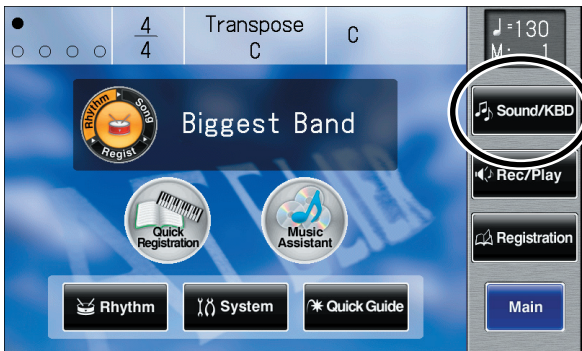 4
4
Transpose
C
C
♩=130
M: 1
Rhythm
Song
Regist
Biggest Band
Sound/KBD
Rec/Play
Quick
Registration
Music
Assistant
Registration
Rhythm
System
Quick Guide
Main